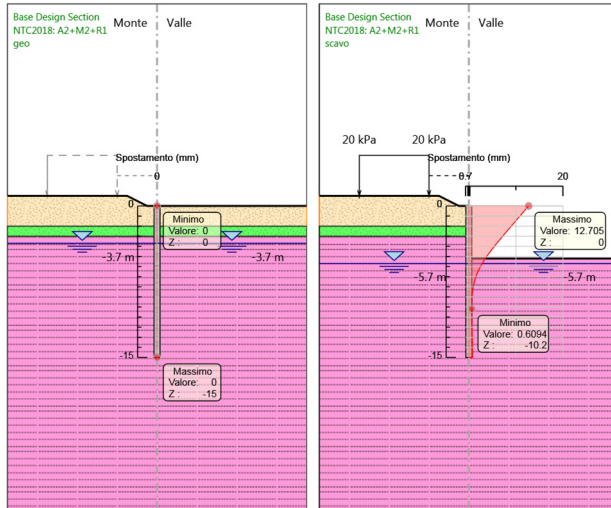 Base Design Section
NTC2018: A2+M2+R1
geo
Monte
Valle
Spostamento (mm)
0
0
Minimo
Valore: 0
Z : 0
-3.7 m
-3.7 m
-15
Massimo
Valore: 0
Z : -15
Base Design Section
NTC2018: A2+M2+R1
scavo
Monte
Valle
20 kPa
20 kPa
Spostamento (mm)
20
0
Massimo
Valore: 12.705
Z : 0
-5.7 m
-5.7 m
Minimo
Valore: 0.6094
Z : -10.2
-15